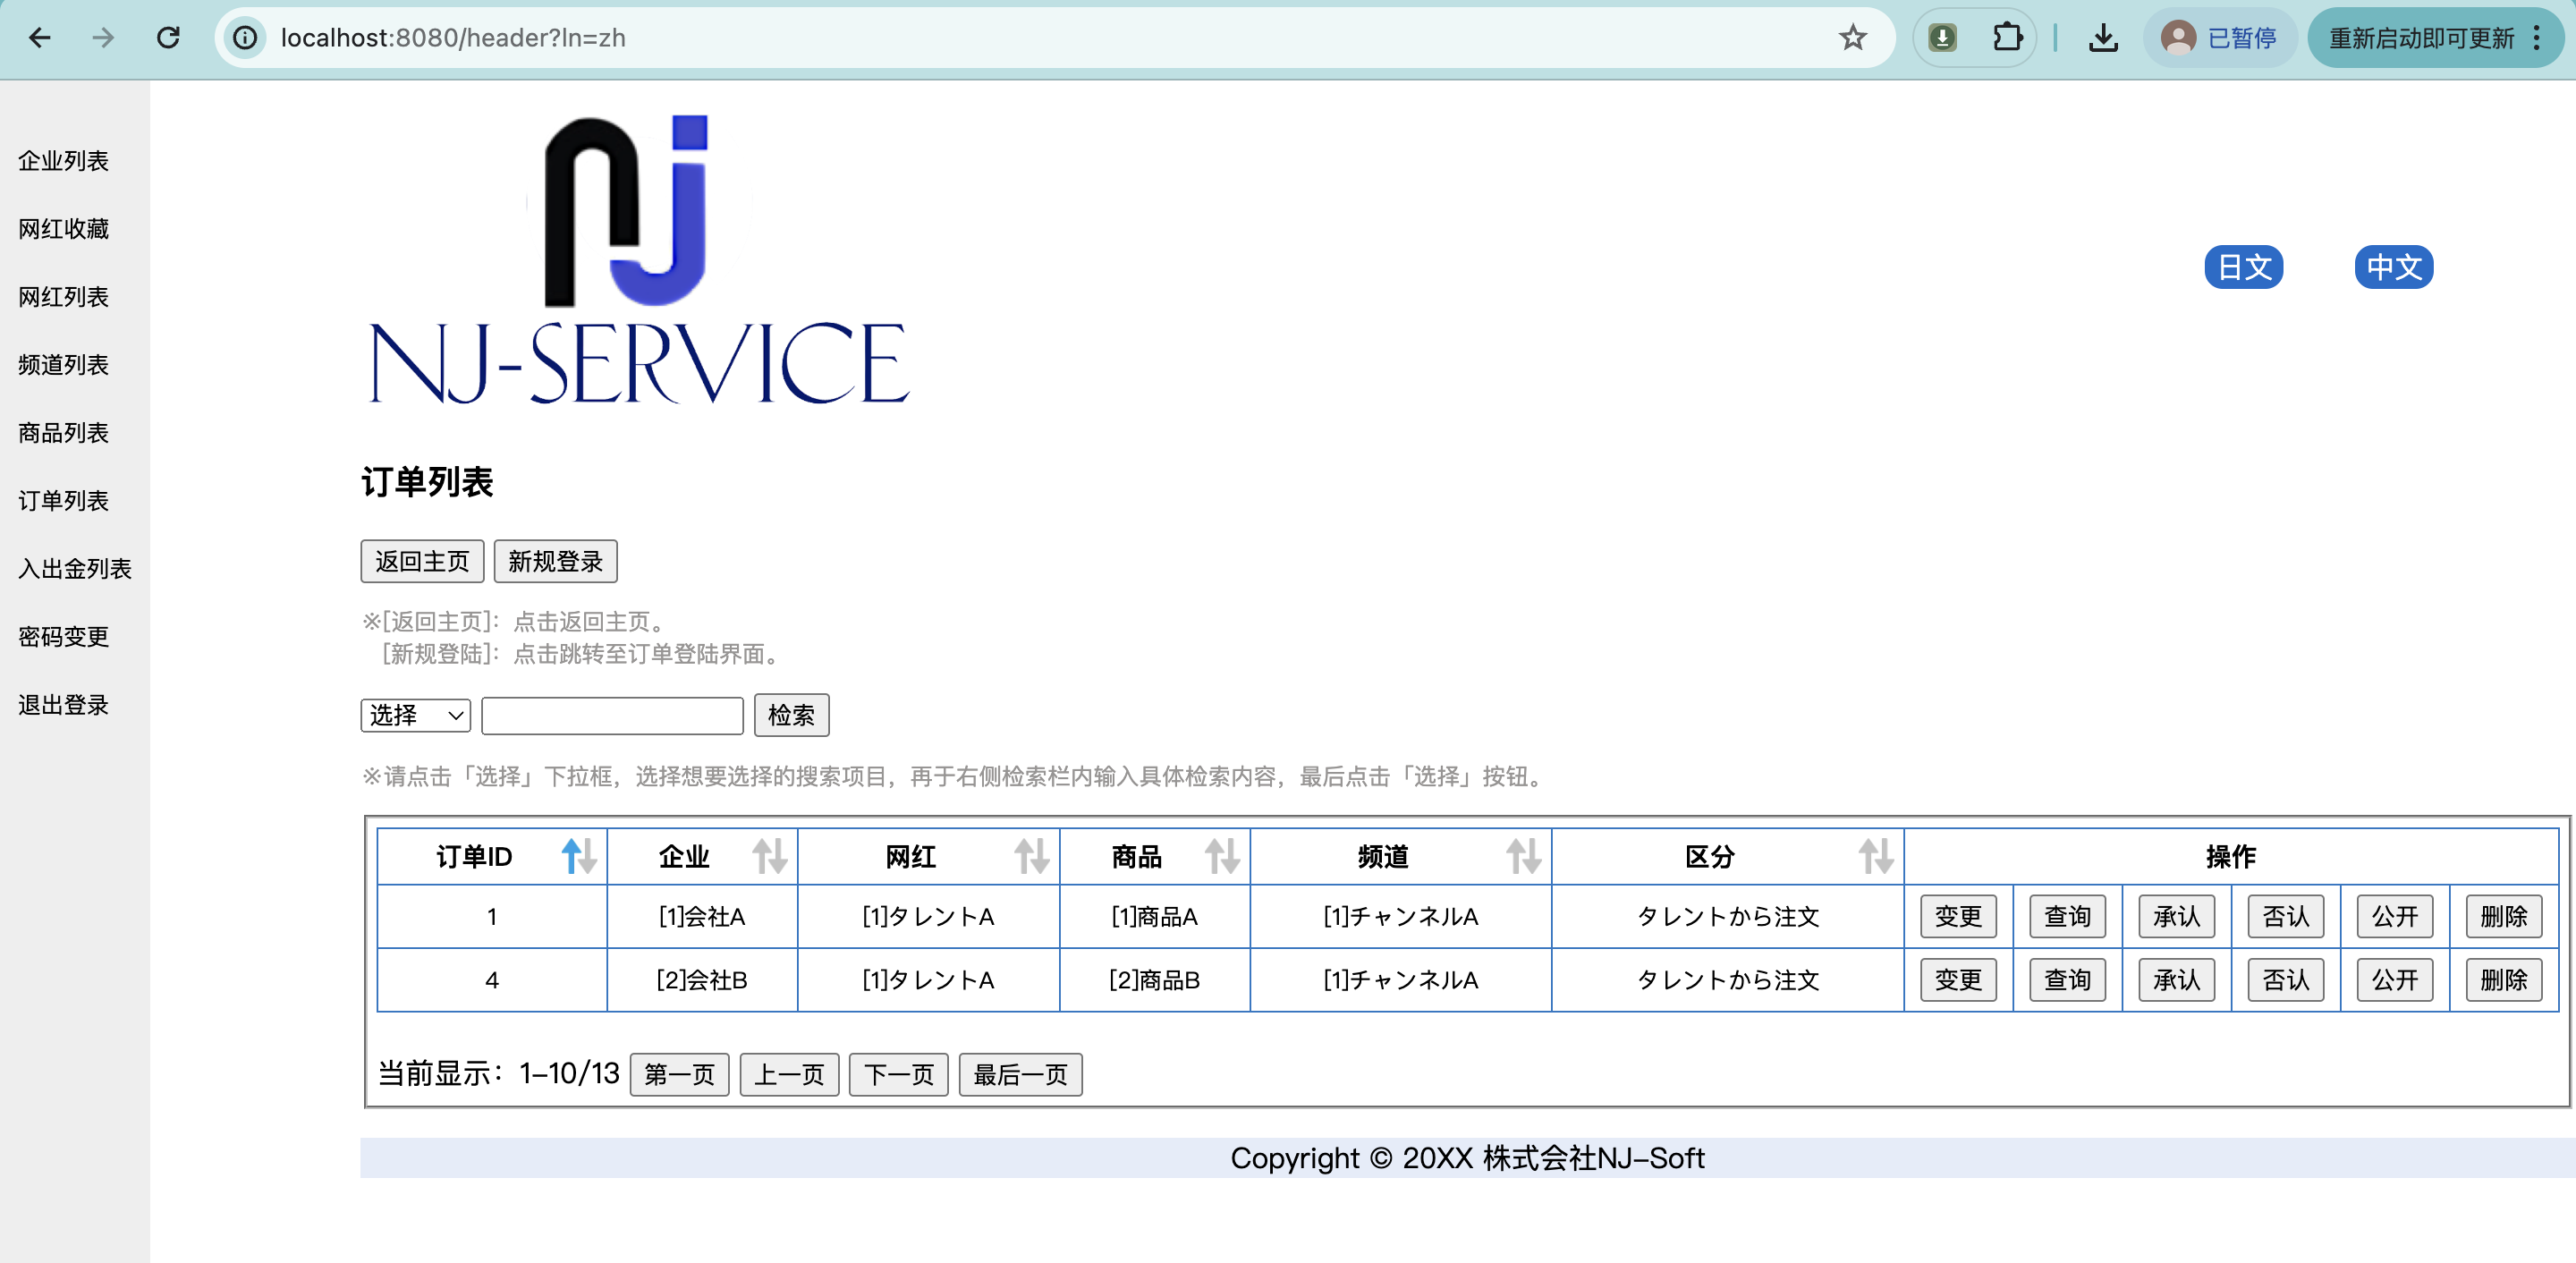 localhost:8080/header?ln=zh
已暂停
重新启动即可更新
企业列表
网红收藏
网红列表
频道列表
商品列表
订单列表
入出金列表
密码变更
退出登录
nj
NJ-SERVICE
日文
中文
订单列表
返回主页 新规登录
※[返回主页]：点击返回主页。
[新规登陆]：点击跳转至订单登陆界面。
选择 检索
※请点击「选择」下拉框，选择想要选择的搜索项目，再于右侧检索栏内输入具体检索内容，最后点击「选择」按钮。
订单ID 企业 网红 商品 频道 区分 操作
1 [1]会社A [1]タレントA [1]商品A [1]チャンネルA タレントから注文 变更 查询 承认 否认 公开 删除
4 [2]会社B [1]タレントA [2]商品B [1]チャンネルA タレントから注文 变更 查询 承认 否认 公开 删除
当前显示：1-10/13 第一页 上一页 下一页 最后一页
Copyright © 20XX 株式会社NJ-Soft